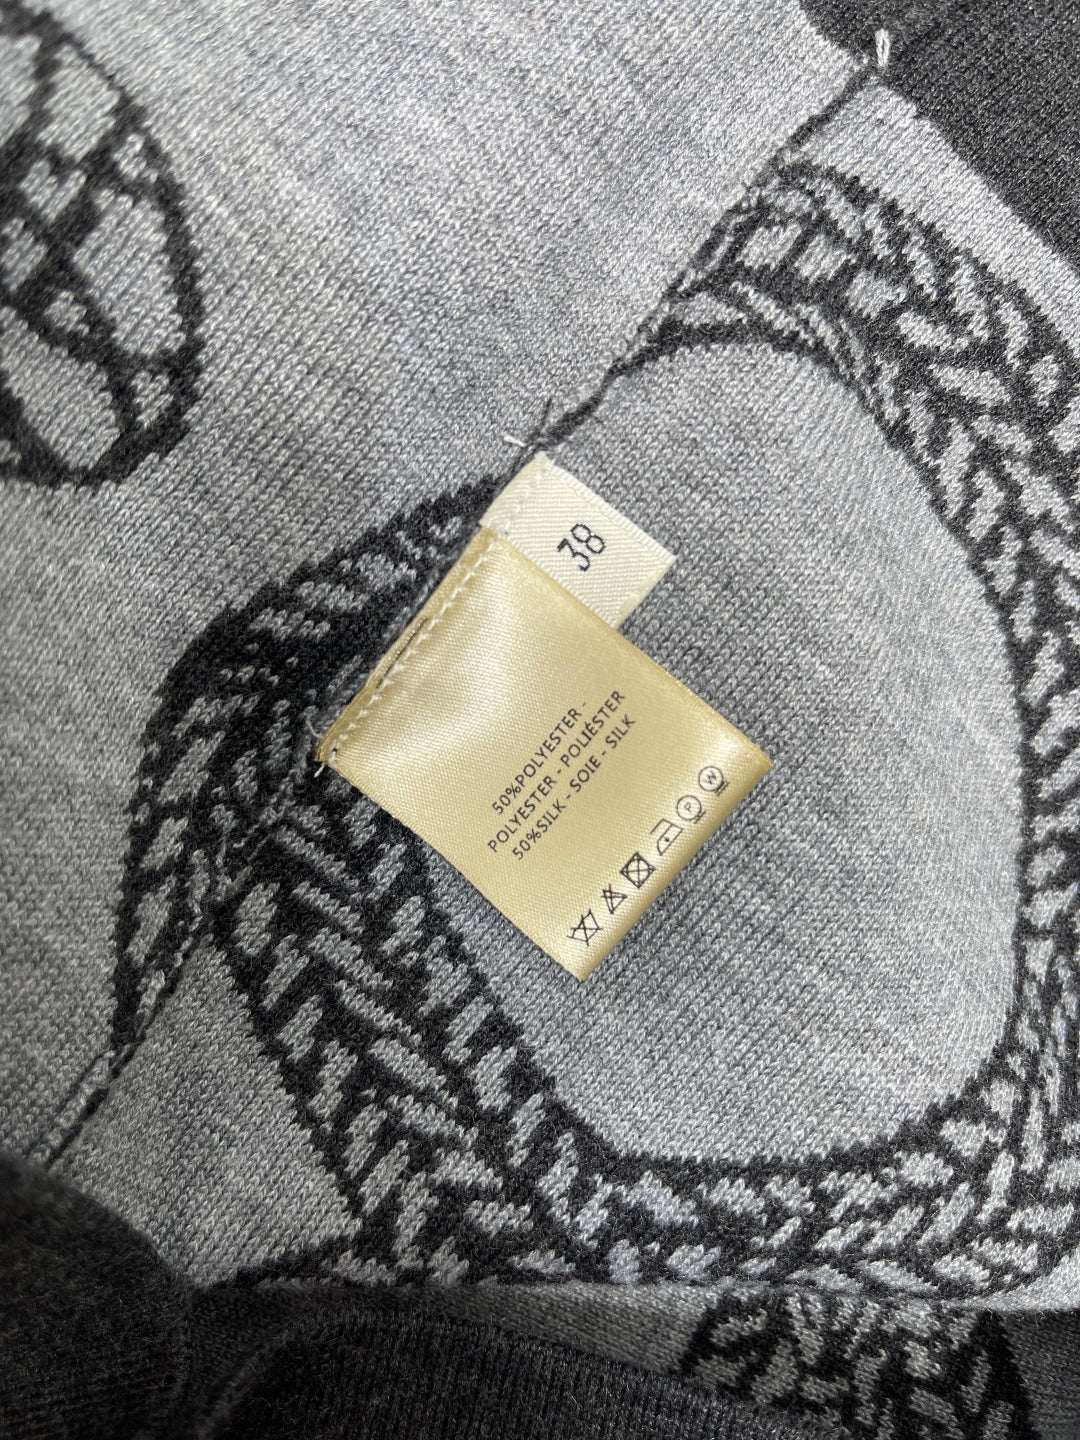 38
50%POLYESTER -
POLYESTER - POLIÉSTER
50%SILK - SOIE - SILK
P W